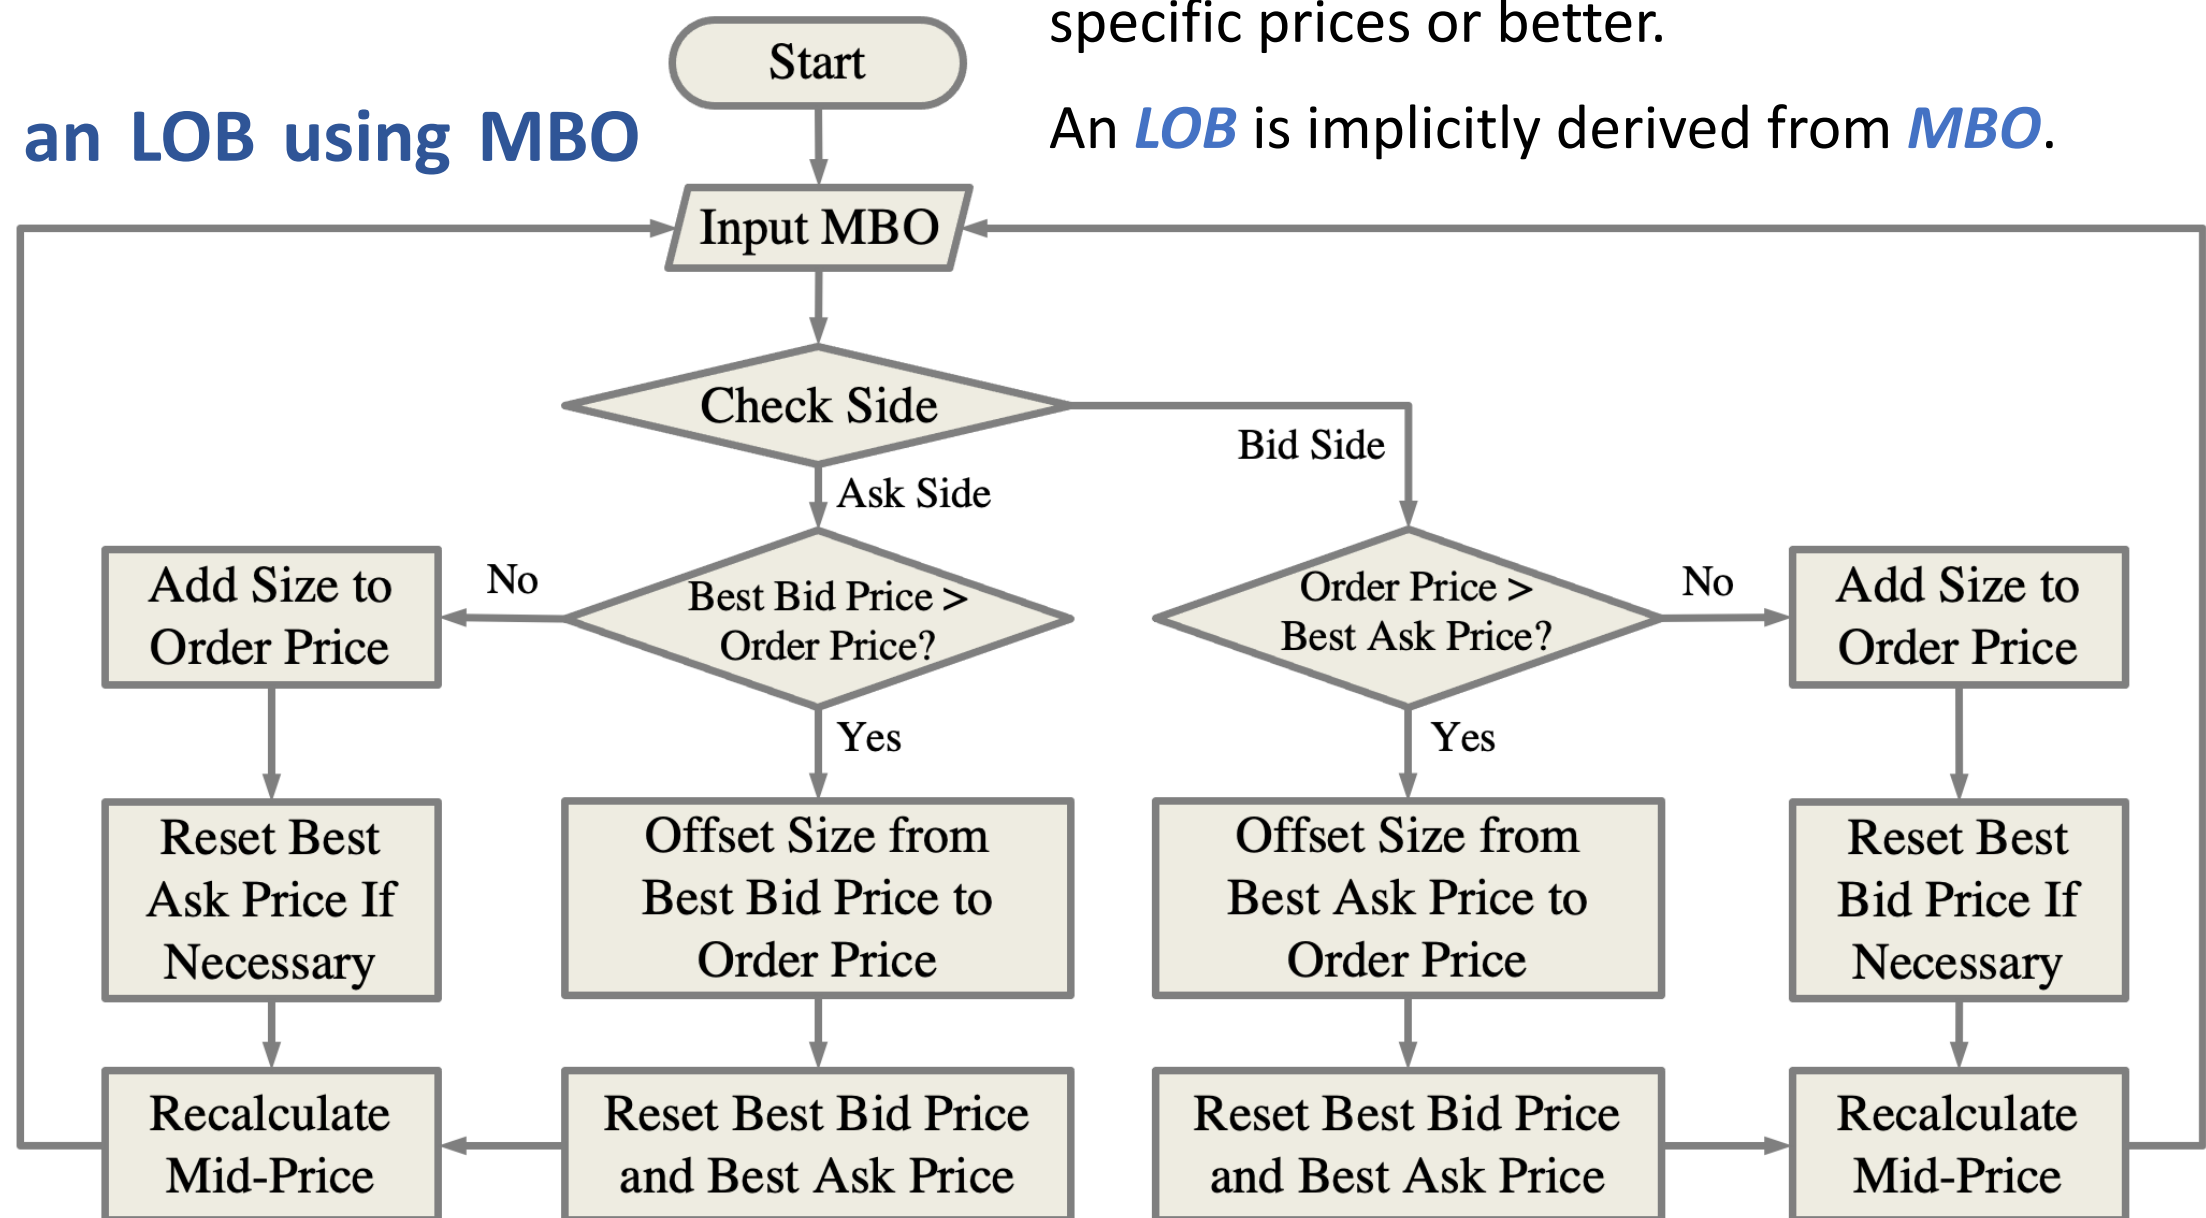 specific prices or better.
an LOB using MBO
An LOB is implicitly derived from MBO.
Start
Input MBO
Check Side
Bid Side
Ask Side
Add Size to
Order Price
No
Best Bid Price >
Order Price?
Order Price >
Best Ask Price?
No
Add Size to
Order Price
Yes
Yes
Reset Best
Ask Price If
Necessary
Offset Size from
Best Bid Price to
Order Price
Offset Size from
Best Ask Price to
Order Price
Reset Best
Bid Price If
Necessary
Recalculate
Mid-Price
Reset Best Bid Price
and Best Ask Price
Reset Best Bid Price
and Best Ask Price
Recalculate
Mid-Price